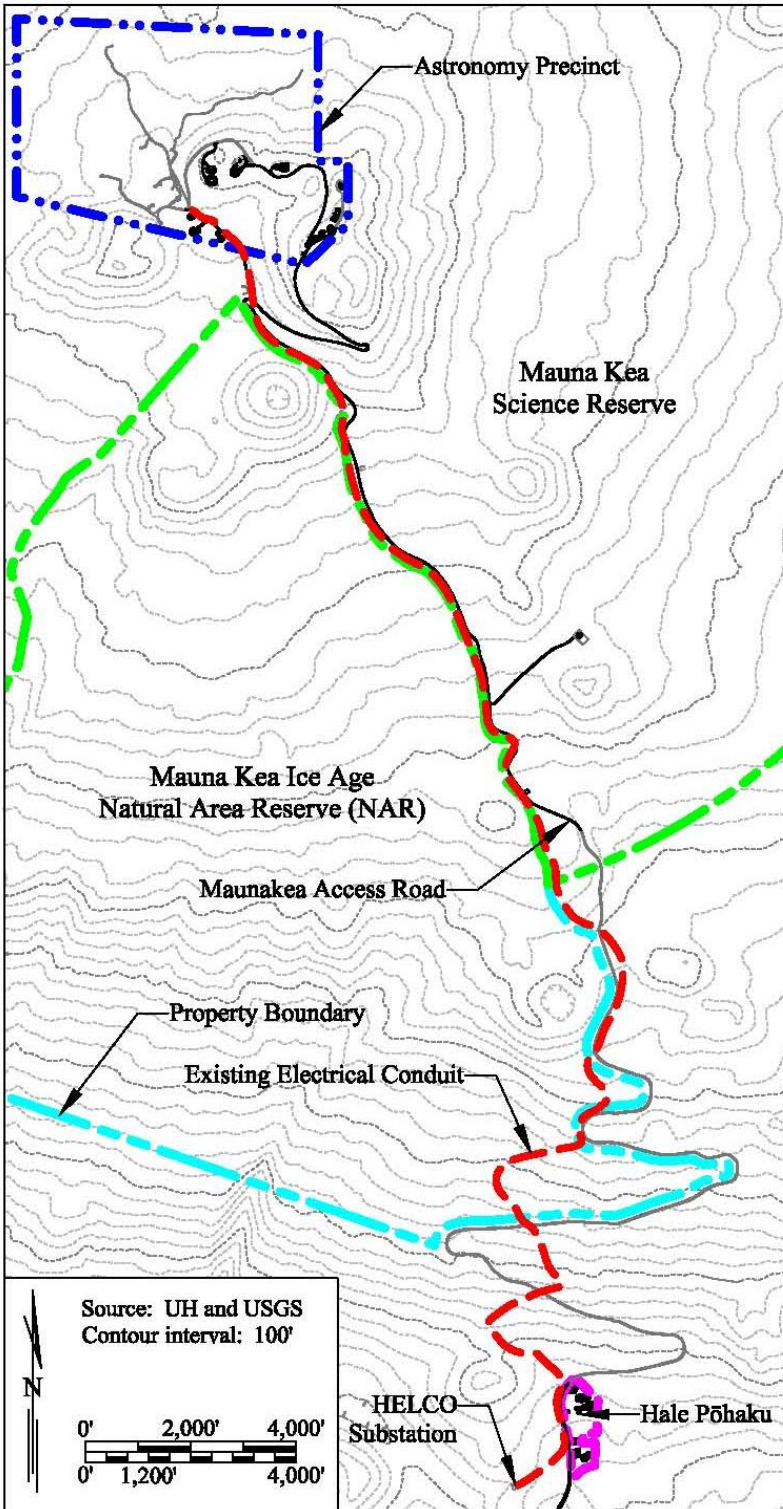 Astronomy Precinct
Mauna Kea
Science Reserve
Mauna Kea Ice Age
Natural Area Reserve (NAR)
Maunakea Access Road
Property Boundary
Existing Electrical Conduit
Source: UH and USGS
Contour interval: 100'
N
0' 2,000' 4,000'
0' 1,200' 4,000'
HELCO
Substation
Hale Pōhaku